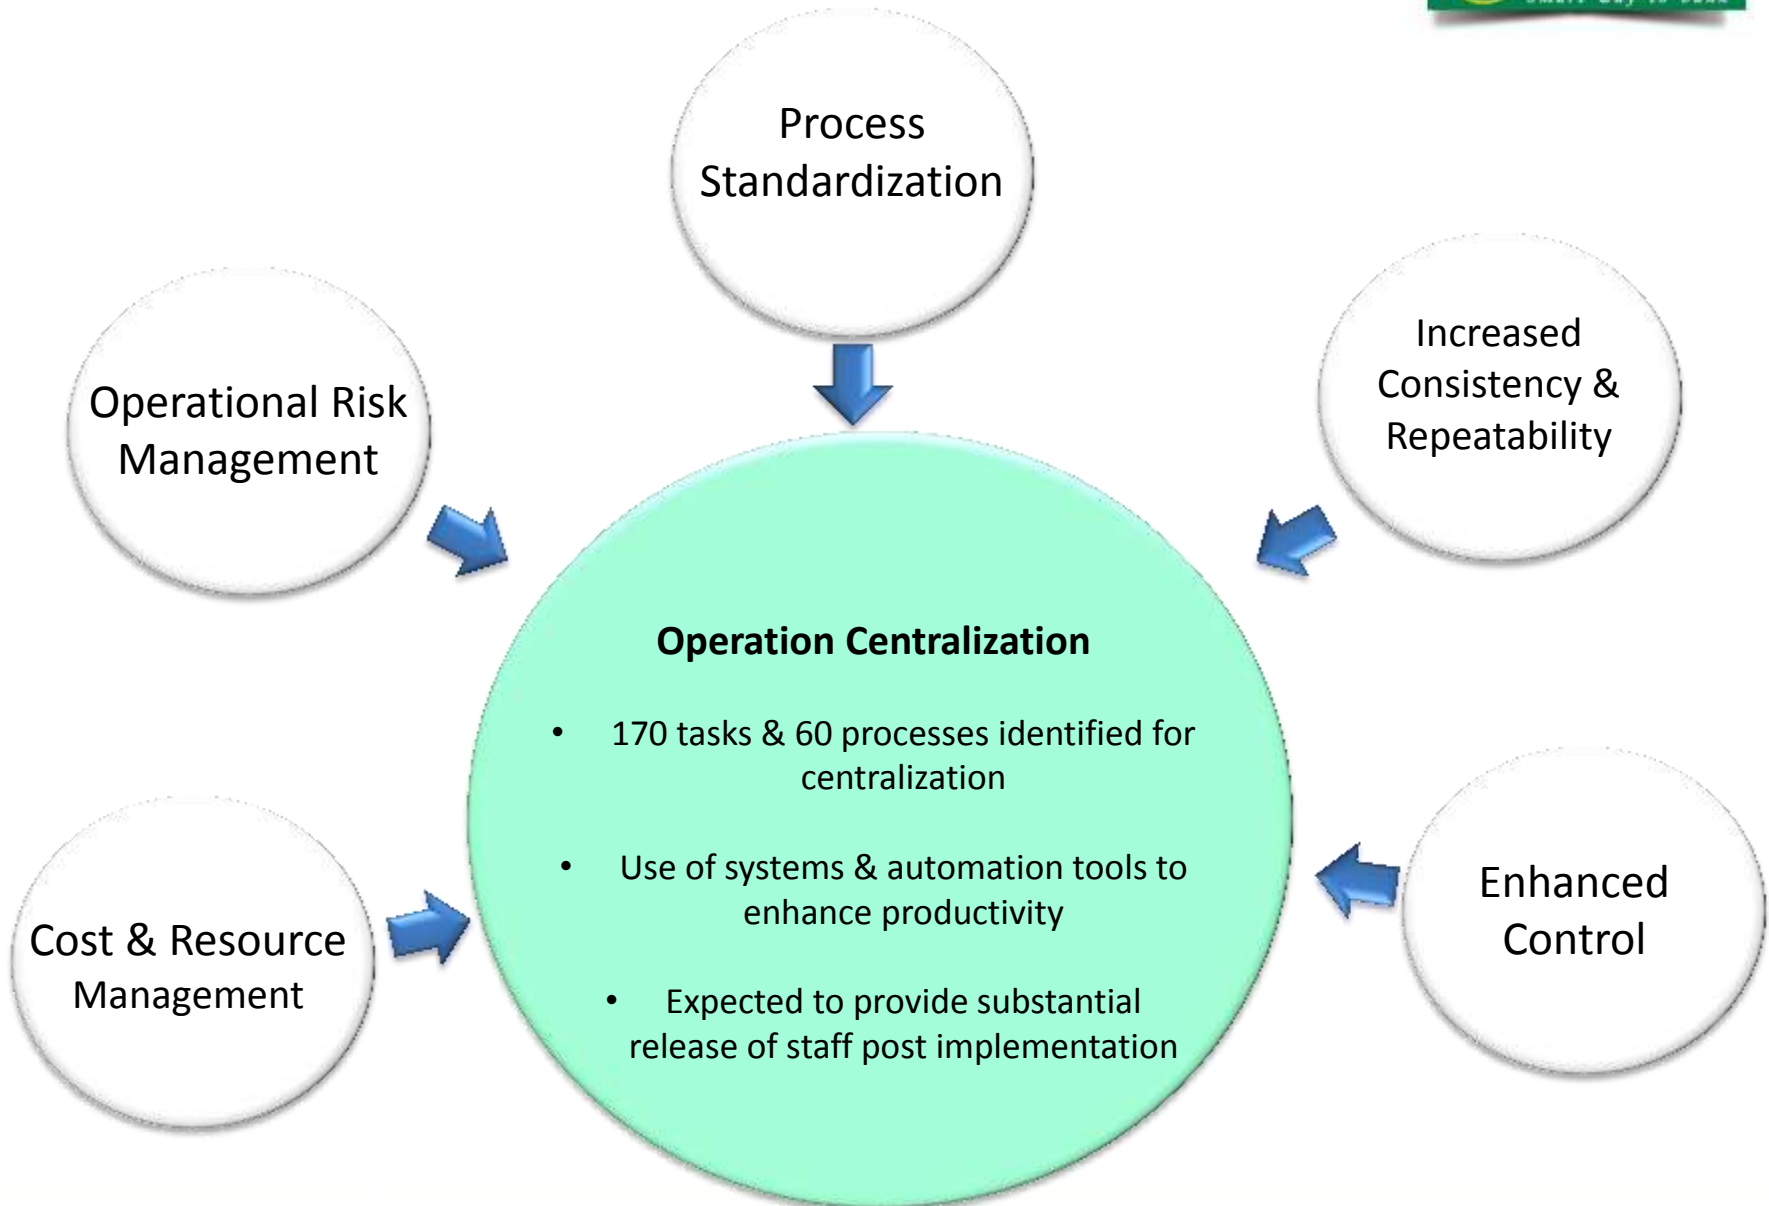 Process
Standardization
Operational Risk
Management
Increased
Consistency &
Repeatability
Operation Centralization
• 170 tasks & 60 processes identified for
centralization
• Use of systems & automation tools to
enhance productivity
• Expected to provide substantial
release of staff post implementation
Cost & Resource
Management
Enhanced
Control